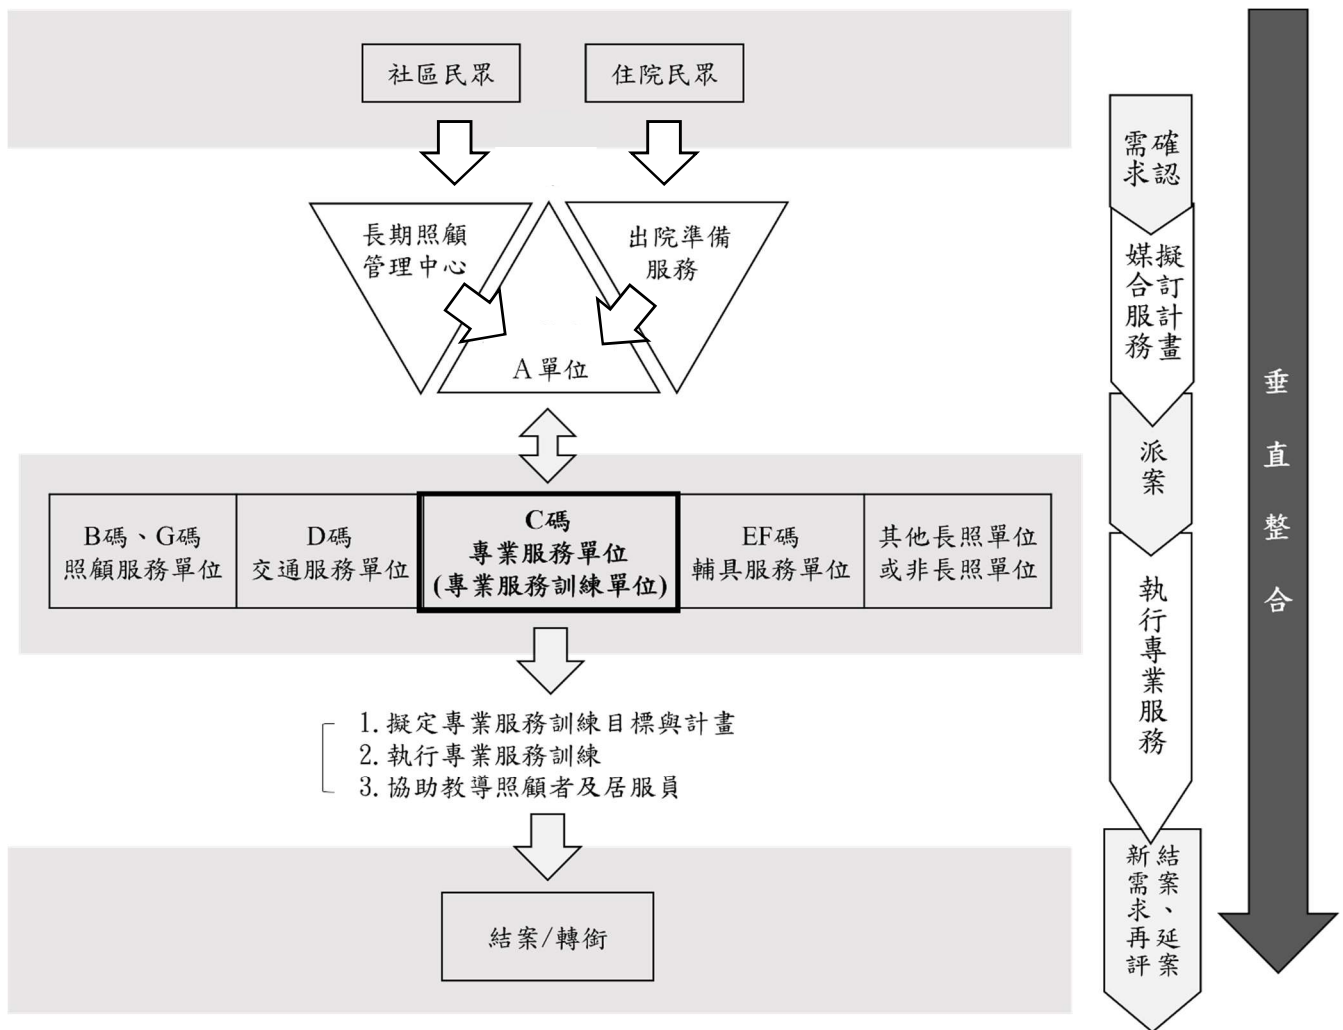 社區民眾
住院民眾
長期照顧
管理中心
出院準備
服務
A單位
B碼、G碼
照顧服務單位
D碼
交通服務單位
C碼
專業服務單位
(專業服務訓練單位)
EF碼
輔具服務單位
其他長照單位
或非長照單位
1.擬定專業服務訓練目標與計畫
2.執行專業服務訓練
3.協助教導照顧者及居服員
結案/轉銜
確認
需求
擬訂計畫
媒合服務
派案
執行專業服務
結案、延案
新需求再評
垂直整合